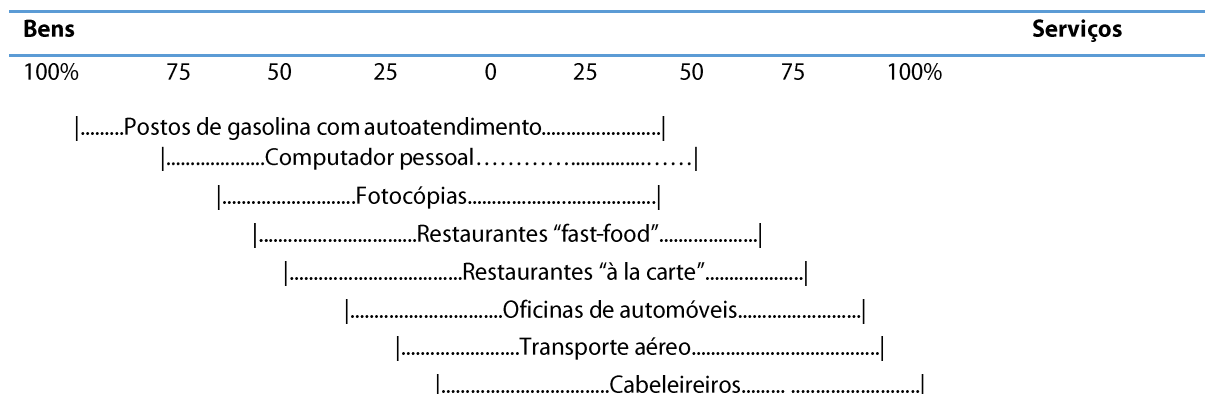 Bens Serviços
100% 75 50 25 0 25 50 75 100%
|.........Postos de gasolina com autoatendimento........................|
|....................Computador pessoal…………...............……|
|...........................Fotocópias......................................|
|................................Restaurantes “fast-food”....................|
|...................................Restaurantes “à la carte”....................|
|...............................Oficinas de automóveis.........................|
|........................Transporte aéreo......................................|
|..................................Cabeleireiros......... ..........................|